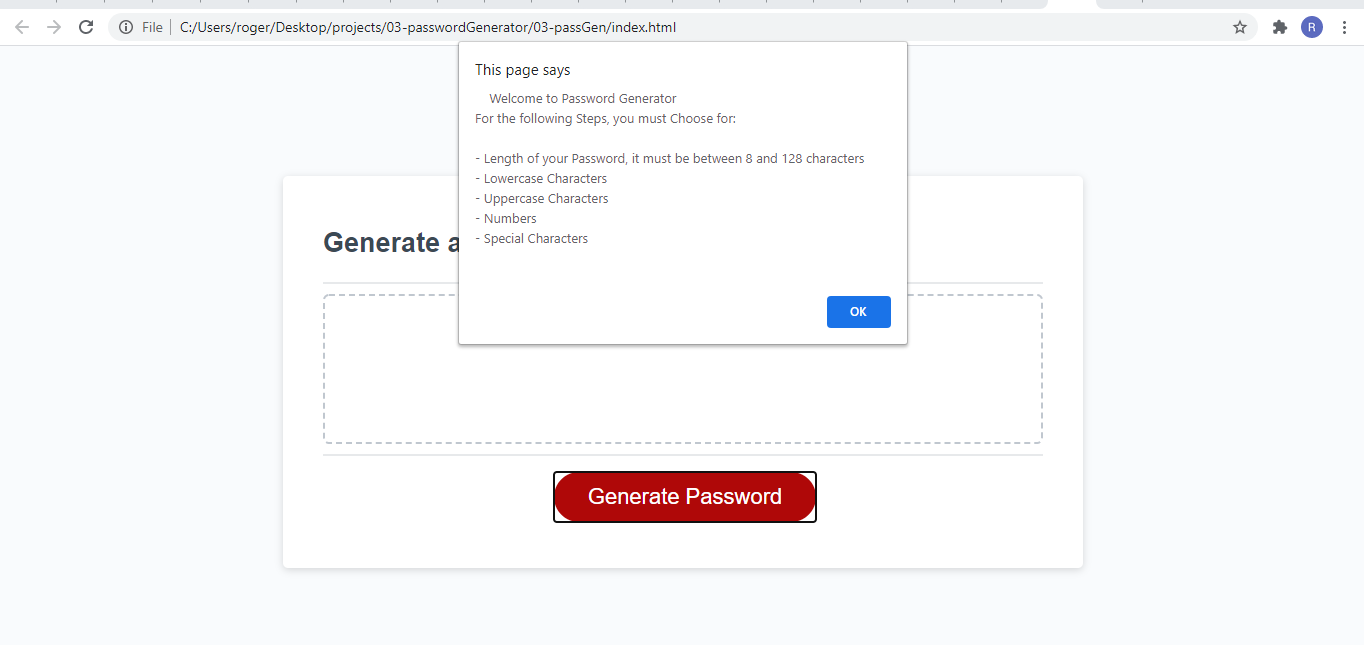 File
C:/Users/roger/Desktop/projects/03-passwordGenerator/03-passGen/index.html
R
This page says
Welcome to Password Generator
For the following Steps, you must Choose for:
- Length of your Password, it must be between 8 and 128 characters
- Lowercase Characters
- Uppercase Characters
- Numbers
- Special Characters
OK
Generate a
Generate Password